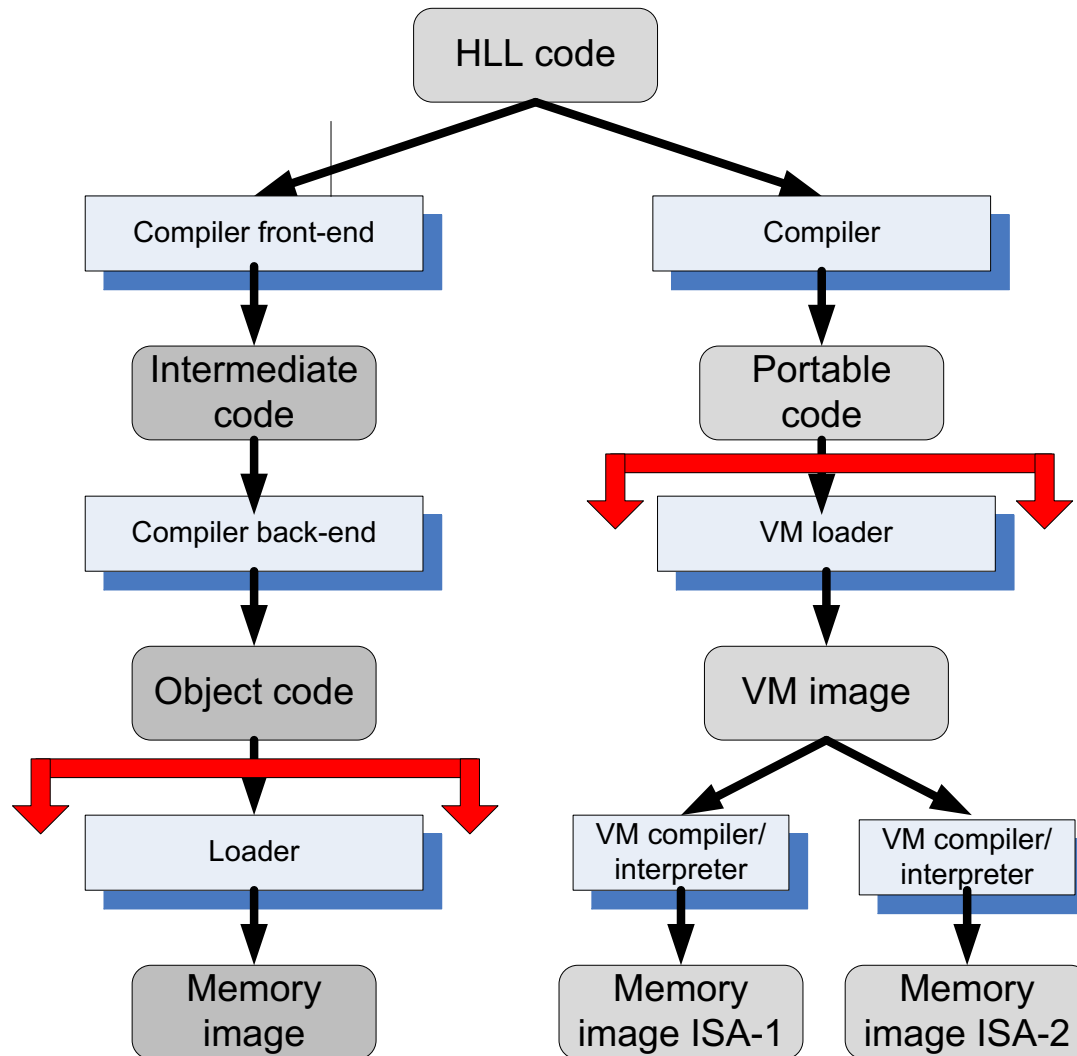 HLL code
Compiler front-end
Compiler
Intermediate
code
Portable
code
Compiler back-end
VM loader
Object code
VM image
Loader
VM compiler/
interpreter
VM compiler/
interpreter
Memory
image
Memory
image ISA-1
Memory
image ISA-2